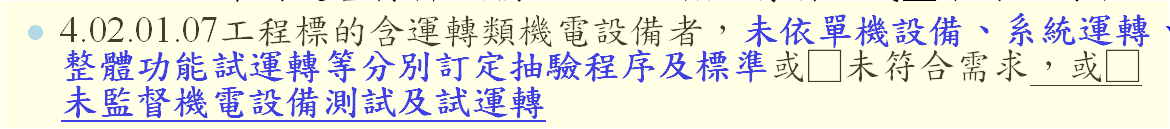 ● 4.02.01.07工程標的含運轉類機電設備者，未依單機設備、系統運轉、
整體功能試運轉等分別訂定抽驗程序及標準或□未符合需求，或□
未監督機電設備測試及試運轉